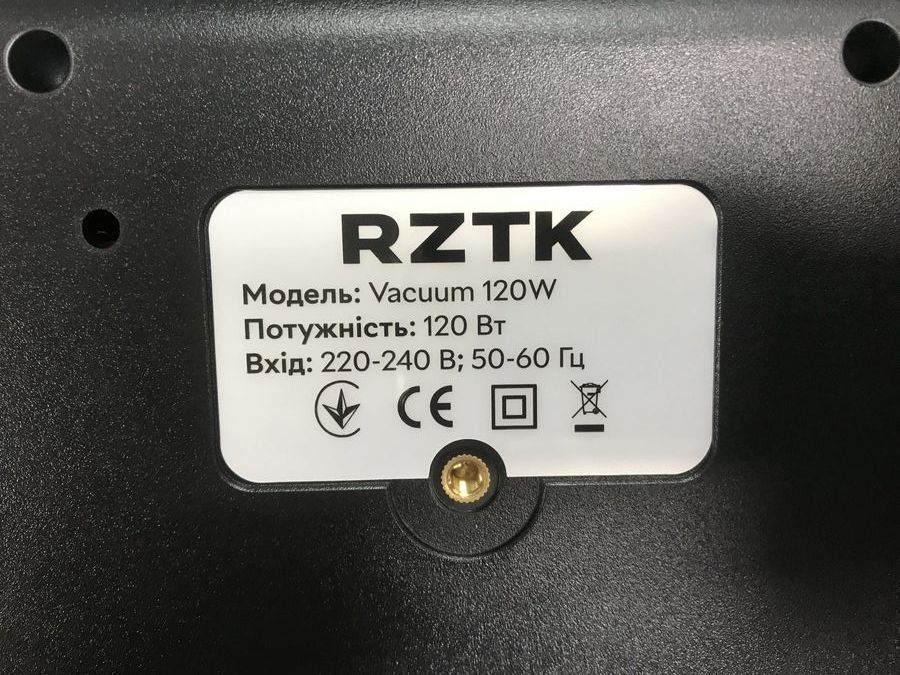 RZTK
Модель: Vacuum 120W
Потужність: 120 Вт
Вхід: 220-240 В; 50-60 Гц
CE